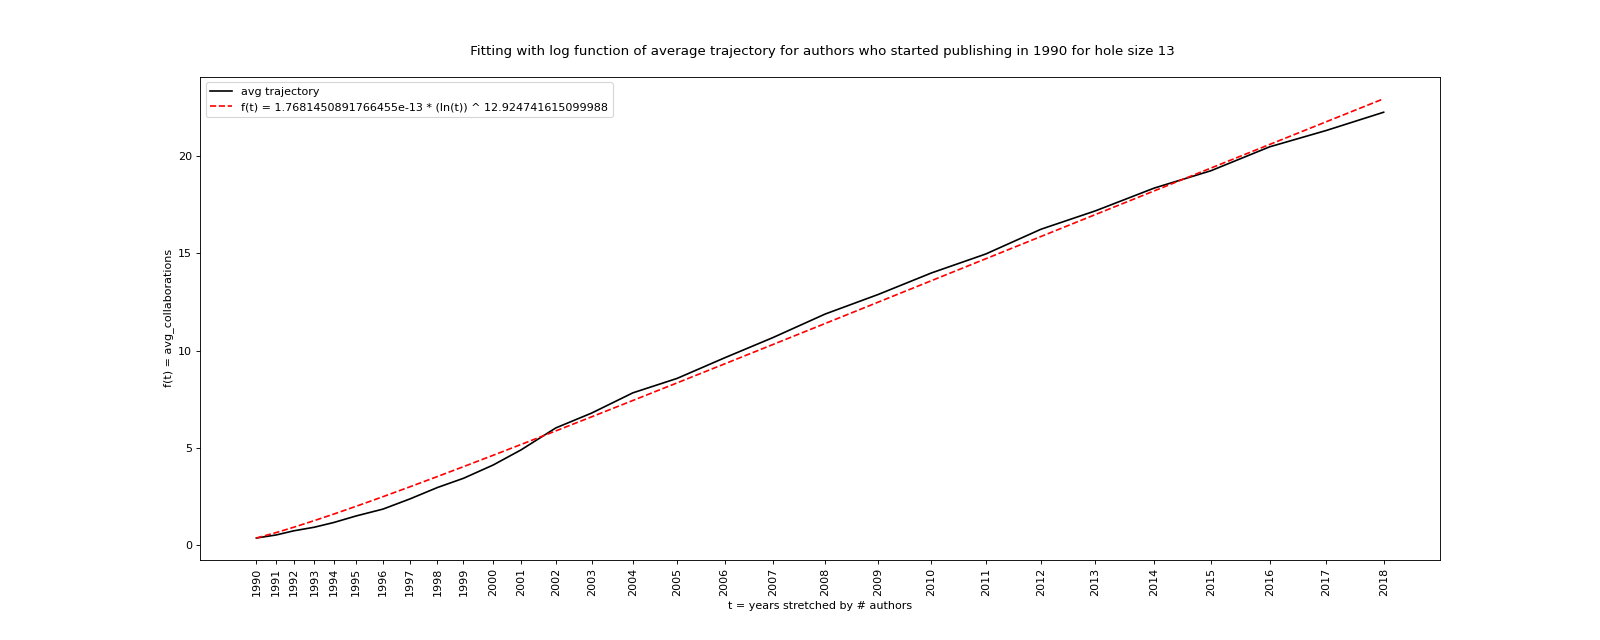 Fitting with log function of average trajectory for authors who started publishing in 1990 for hole size 13
avg trajectory
f(t) = 1.7681450891766455e-13 * (ln(t)) ^ 12.924741615099988
20
15
10
5
0
f(t) = avg_collaborations
1990 1991 1992 1993 1994 1995 1996 1997 1998 1999 2000 2001 2002 2003 2004 2005 2006 2007 2008 2009 2010 2011 2012 2013 2014 2015 2016 2017 2018
t = years stretched by # authors